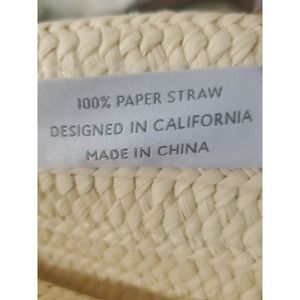 100% PAPER STRAW
DESIGNED IN CALIFORNIA
MADE IN CHINA